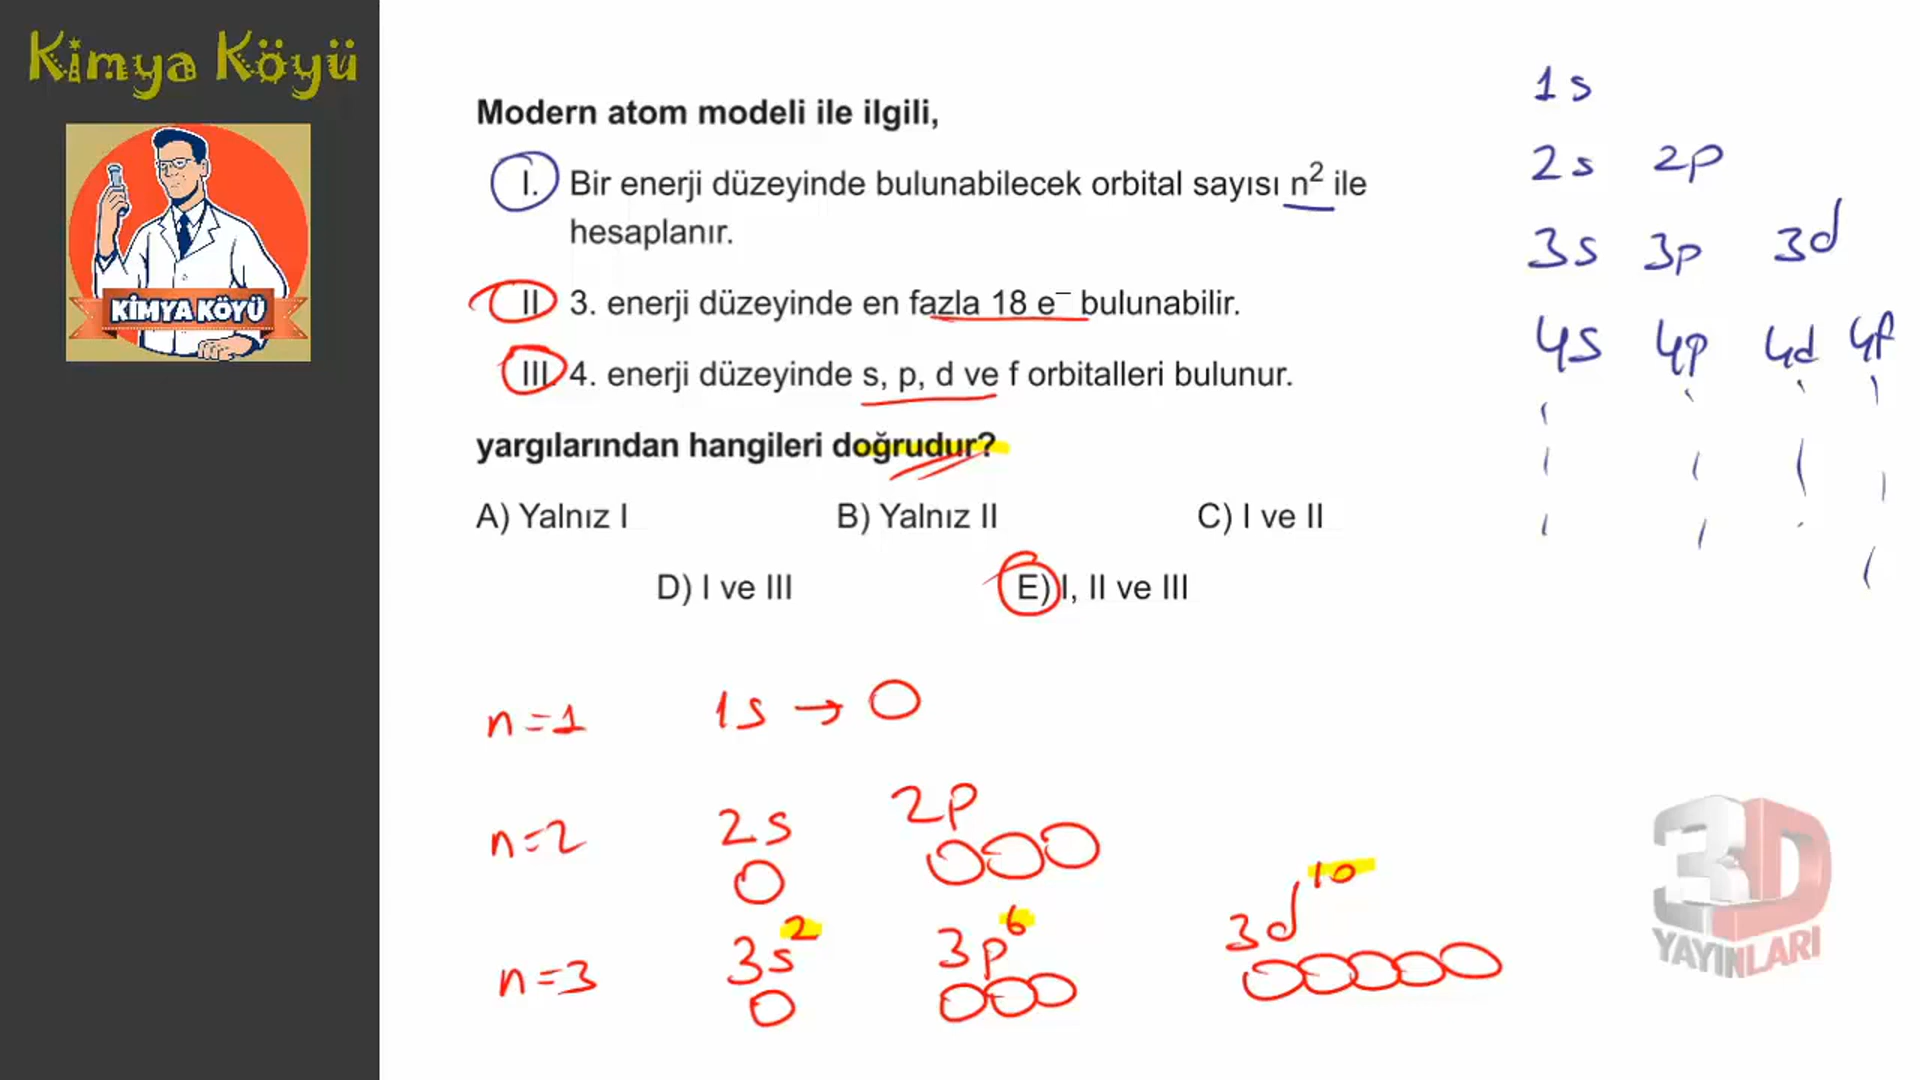 Kimya Köyü
KİMYA KÖYÜ
Modern atom modeli ile ilgili,
I. Bir enerji düzeyinde bulunabilecek orbital sayısı n² ile
hesaplanır.
II 3. enerji düzeyinde en fazla 18 e⁻ bulunabilir.
III. 4. enerji düzeyinde s, p, d ve f orbitalleri bulunur.
yargılarından hangileri doğrudur?
A) Yalnız I B) Yalnız II C) I ve II
D) I ve III E) I, II ve III
1s
2s 2p
3s 3p 3d
4s 4p 4d 4f
n=1 1s →
n=2 2s 2p
n=3 3s² 3p⁶ 3d¹⁰
3D
YAYINLARI